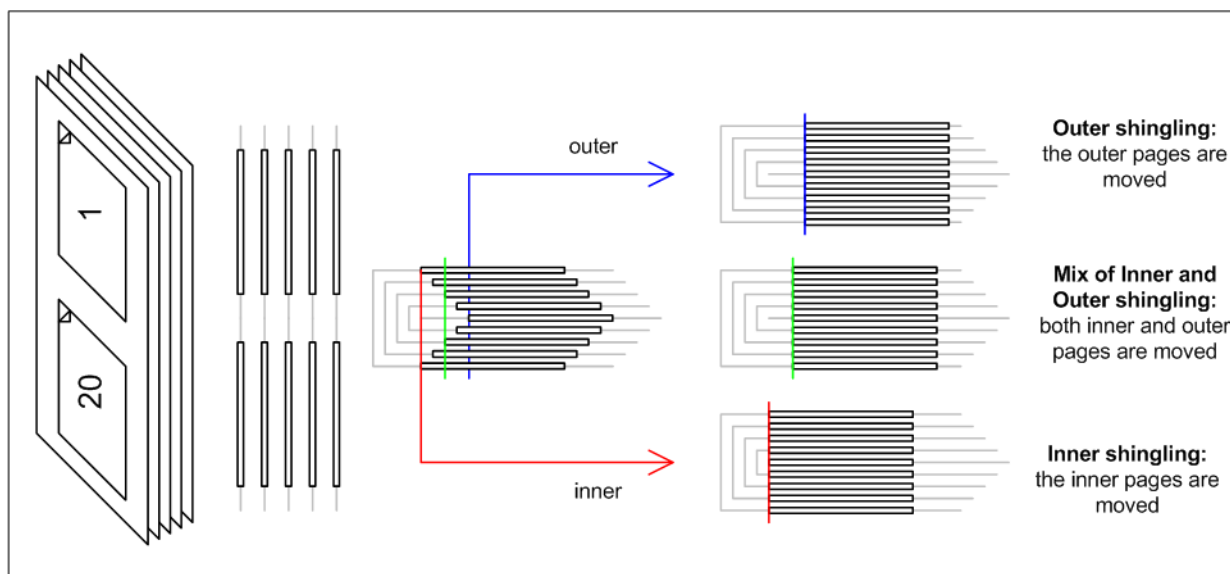 1
20
outer
inner
Outer shingling:
the outer pages are
moved
Mix of Inner and
Outer shingling:
both inner and outer
pages are moved
Inner shingling:
the inner pages are
moved